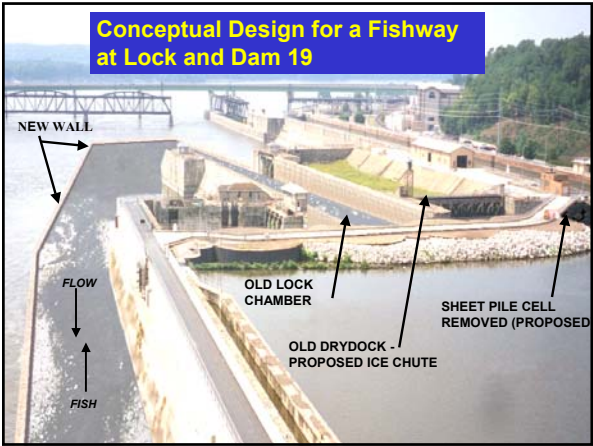 Conceptual Design for a Fishway
at Lock and Dam 19
NEW WALL
FLOW
FISH
OLD LOCK
CHAMBER
OLD DRYDOCK -
PROPOSED ICE CHUTE
SHEET PILE CELL
REMOVED (PROPOSED